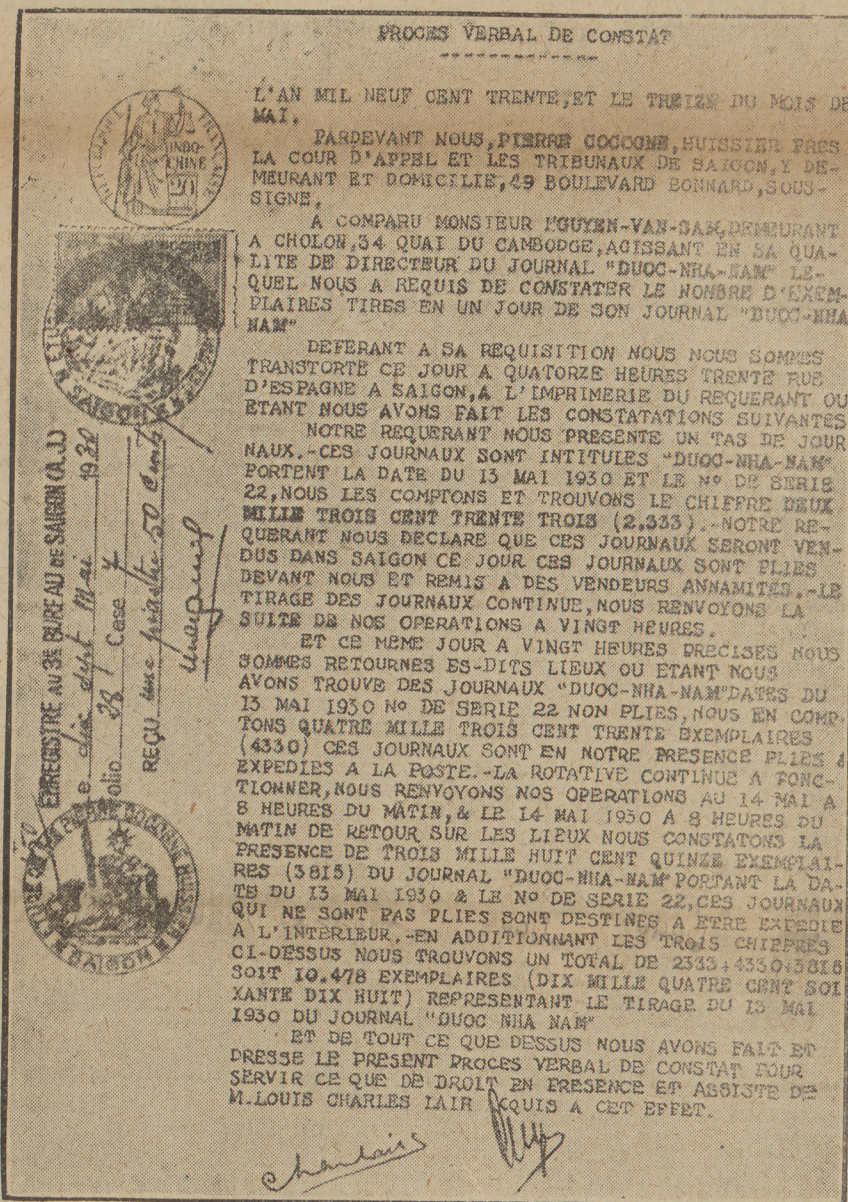 PROCES VERBAL DE CONSTAT
L'AN MIL NEUF CENT TRENTE,ET LE TREIZE DU MOIS DE
MAI.
PARDEVANT NOUS,PIERRE COCOGNE,HUISSIER PRES
LA COUR D'APPEL ET LES TRIBUNAUX DE SAIGON,Y DE-
MEURANT ET DOMICILIE,49 BOULEVARD BONNARD,SOUS-
SIGNE.
A COMPARU MONSIEUR NGUYEN-VAN-SAM,DEMEURANT
A CHOLON,34 QUAI DU CAMBODGE,AGISSANT EN SA QUA-
LITE DE DIRECTEUR DU JOURNAL "DUOC-NHA-NAM" LE-
QUEL NOUS A REQUIS DE CONSTATER LE NOMBRE D'EXEM-
PLAIRES TIRES EN UN JOUR DE SON JOURNAL "DUOC-NHA
NAM"
DEFERANT A SA REQUISITION NOUS NOUS SOMMES
TRANSTORTE CE JOUR A QUATORZE HEURES TRENTE RUE
D'ESPAGNE A SAIGON,A L'IMPRIMERIE DU REQUERANT OU
ETANT NOUS AVONS FAIT LES CONSTATATIONS SUIVANTES
NOTRE REQUERANT NOUS PRESENTE UN TAS DE JOUR
NAUX.-CES JOURNAUX SONT INTITULES "DUOC-NHA-NAM"
PORTENT LA DATE DU 13 MAI 1930 ET LE Nº DE SERIE
22,NOUS LES COMPTONS ET TROUVONS LE CHIFFRE DEUX
MILLE TROIS CENT TRENTE TROIS (2.333).-NOTRE RE-
QUERANT NOUS DECLARE QUE CES JOURNAUX SERONT VEN-
DUS DANS SAIGON CE JOUR CES JOURNAUX SONT PLIES
DEVANT NOUS ET REMIS A DES VENDEURS ANNAMITES.-LE
TIRAGE DES JOURNAUX CONTINUE,NOUS RENVOYONS LA
SUITE DE NOS OPERATIONS A VINGT HEURES.
ET CE MEME JOUR A VINGT HEURES PRECISES NOUS
SOMMES RETOURNES ES-DITS LIEUX OU ETANT NOUS
AVONS TROUVE DES JOURNAUX "DUOC-NHA-NAM"DATES DU
13 MAI 1930 Nº DE SERIE 22 NON PLIES,NOUS EN COMP-
TONS QUATRE MILLE TROIS CENT TRENTE EXEMPLAIRES
(4330) CES JOURNAUX SONT EN NOTRE PRESENCE PLIES &
EXPEDIES A LA POSTE.-LA ROTATIVE CONTINUE A FONC-
TIONNER,NOUS RENVOYONS NOS OPERATIONS AU 14 MAI A
8 HEURES DU MATIN,& LE 14 MAI 1930 A 8 HEURES DU
MATIN DE RETOUR SUR LES LIEUX NOUS CONSTATONS LA
PRESENCE DE TROIS MILLE HUIT CENT QUINZE EXEMPLAI-
RES (3815) DU JOURNAL "DUOC-NHA-NAM"PORTANT LA DA-
TE DU 13 MAI 1930 & LE Nº DE SERIE 22,CES JOURNAUX
QUI NE SONT PAS PLIES SONT DESTINES A ETRE EXPEDIE
A L'INTERIEUR.-EN ADDITIONNANT LES TROIS CHIFFRES
CI-DESSUS NOUS TROUVONS UN TOTAL DE 2333+4330+3815
SOIT 10.478 EXEMPLAIRES (DIX MILLE QUATRE CENT SOI
XANTE DIX HUIT) REPRESENTANT LE TIRAGE DU 13 MAI
1930 DU JOURNAL "DUOC NHA NAM"
ET DE TOUT CE QUE DESSUS NOUS AVONS FAIT ET
DRESSE LE PRESENT PROCES VERBAL DE CONSTAT POUR
SERVIR CE QUE DE DROIT EN PRESENCE ET ASSISTE DE
M.LOUIS CHARLES LAIR REQUIS A CET EFFET.
INDO-
CHINE
20
FRANÇAISE
SAIGON
ENREGISTRE AU 3E BUREAU DE SAIGON (A.J.)
e dix sept Mai 1930
olio 38 Case 7
REÇU une piastre 50 Cents
PIERRE COCOGNE HUISSIER
SAIGON